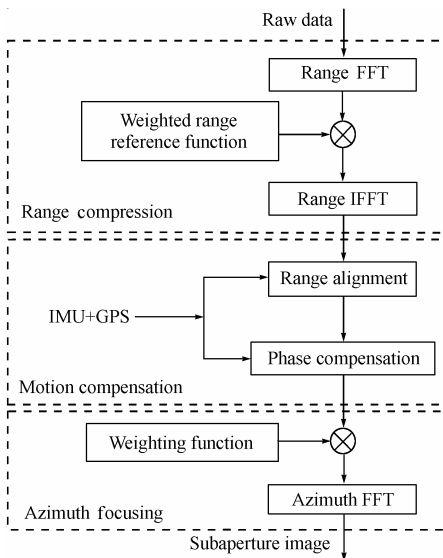 Raw data
Range FFT
Weighted range
reference function
Range IFFT
Range compression
Range alignment
IMU+GPS
Phase compensation
Motion compensation
Weighting function
Azimuth FFT
Azimuth focusing
Subaperture image